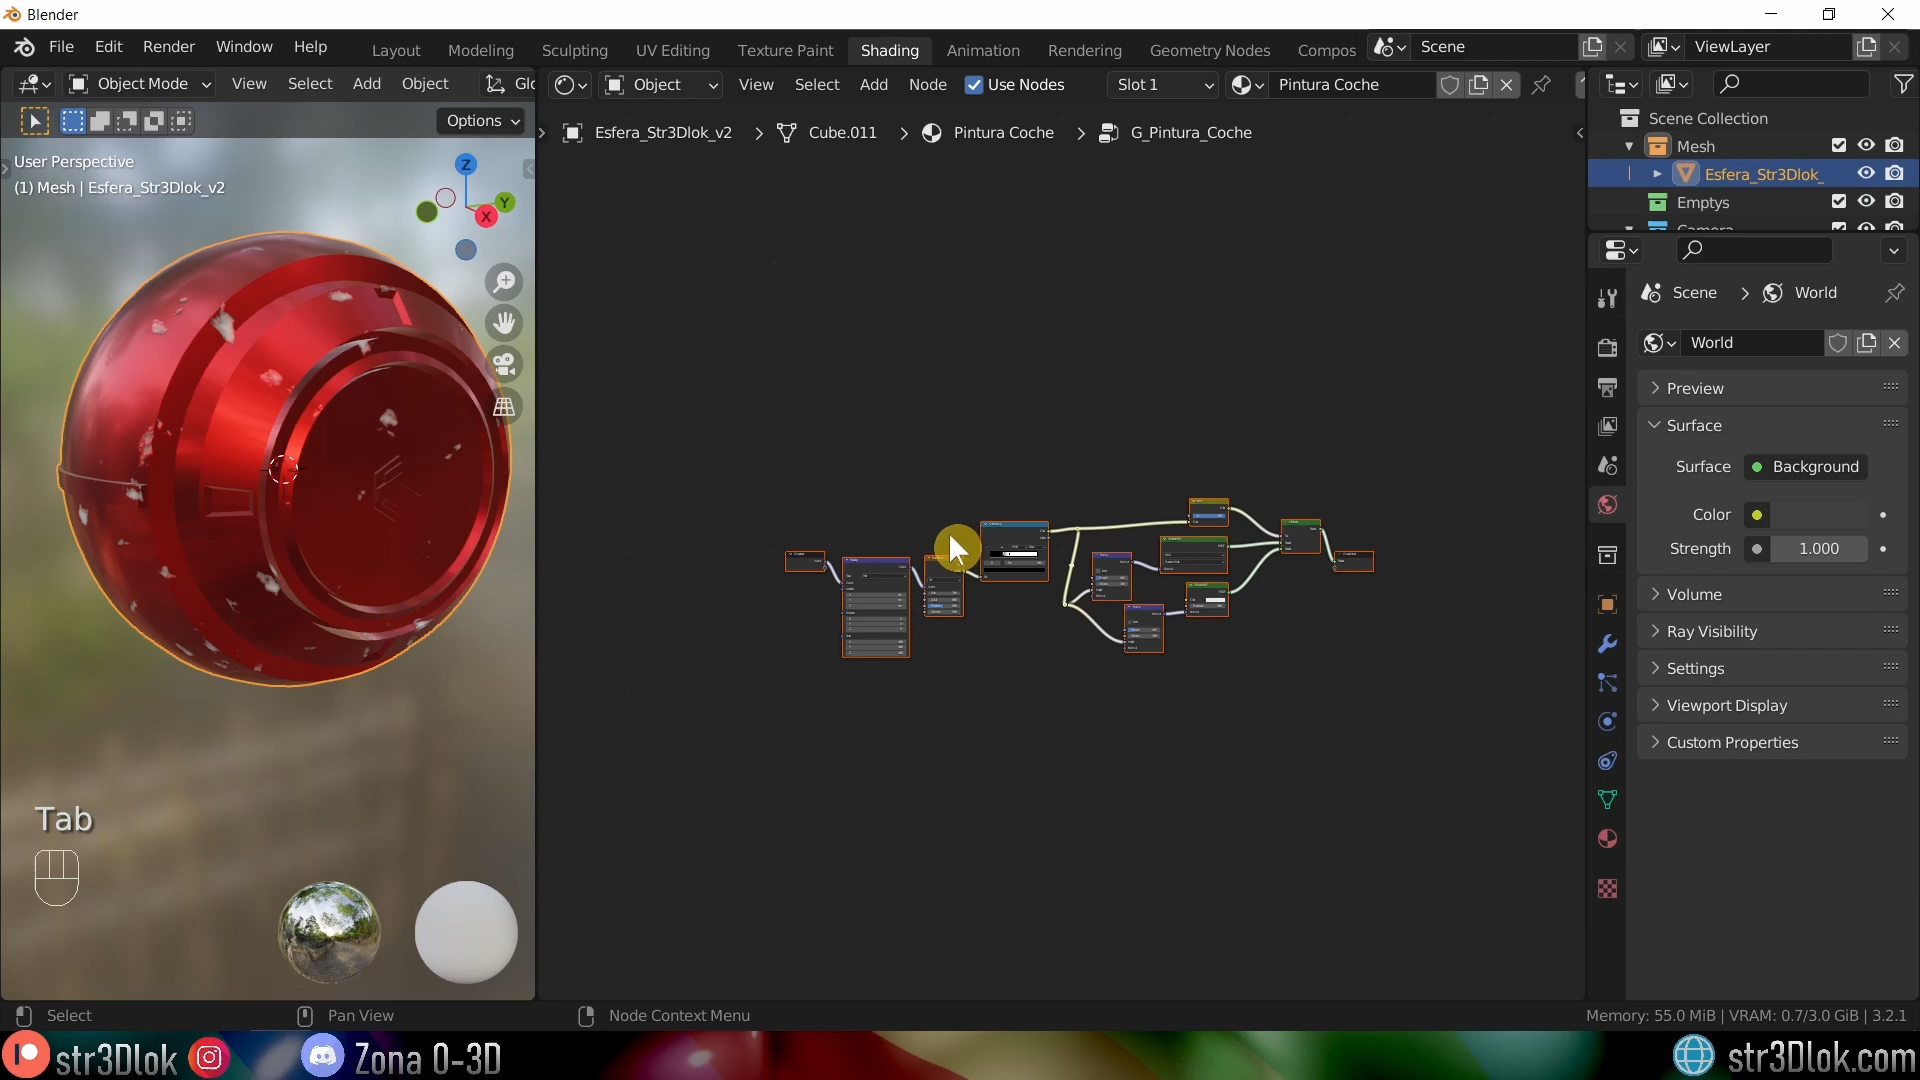 Blender
File Edit Render Window Help Layout Modeling Sculpting UV Editing Texture Paint Shading Animation Rendering Geometry Nodes Compos Scene ViewLayer
Object Mode View Select Add Object Glo Object View Select Add Node Use Nodes Slot 1 Pintura Coche
Options
Esfera_Str3Dlok_v2 Cube.011 Pintura Coche G_Pintura_Coche
User Perspective
(1) Mesh | Esfera_Str3Dlok_v2
Z
Y
X
Scene Collection
Mesh
Esfera_Str3Dlok_
Emptys
Camera
Scene World
World
Preview
Surface
Surface Background
Color
Strength 1.000
Volume
Ray Visibility
Settings
Viewport Display
Custom Properties
Tab
Select Pan View Node Context Menu Memory: 55.0 MiB | VRAM: 0.7/3.0 GiB | 3.2.1
str3Dlok Zona 0-3D str3Dlok.com